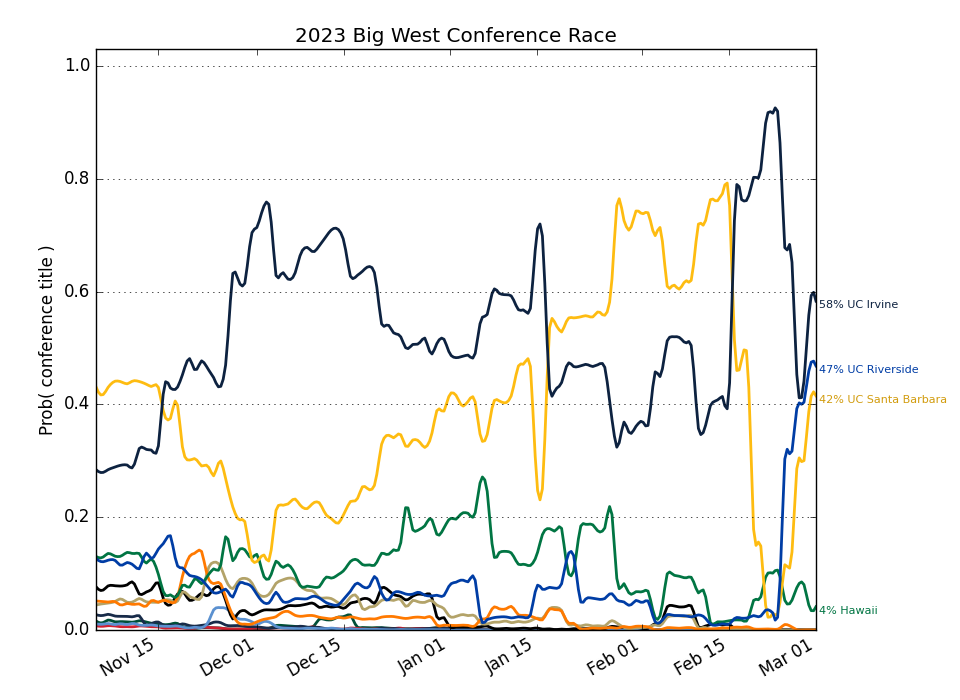 2023 Big West Conference Race
Prob( conference title )
1.0
0.8
0.6
0.4
0.2
0.0
58% UC Irvine
47% UC Riverside
42% UC Santa Barbara
4% Hawaii
Nov 15
Dec 01
Dec 15
Jan 01
Jan 15
Feb 01
Feb 15
Mar 01